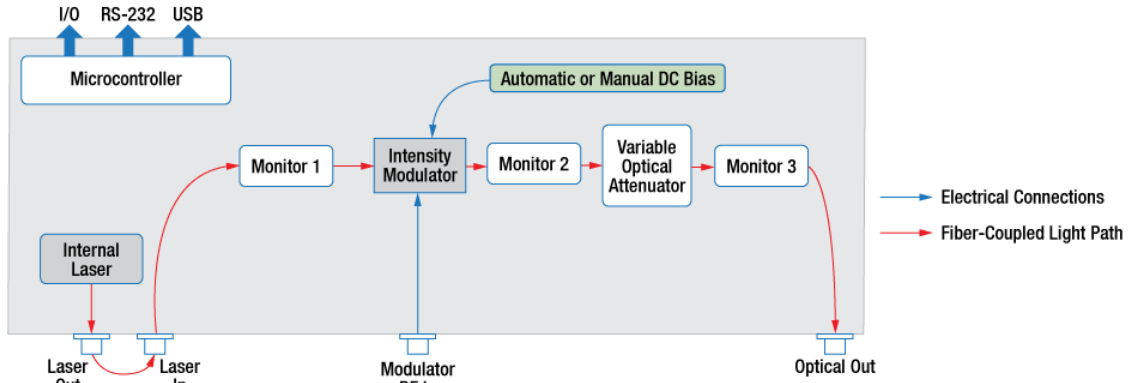 I/O RS-232 USB
Microcontroller
Automatic or Manual DC Bias
Monitor 1
Intensity
Modulator
Monitor 2
Variable
Optical
Attenuator
Monitor 3
Electrical Connections
Fiber-Coupled Light Path
Internal
Laser
Laser
Laser
Modulator
Optical Out